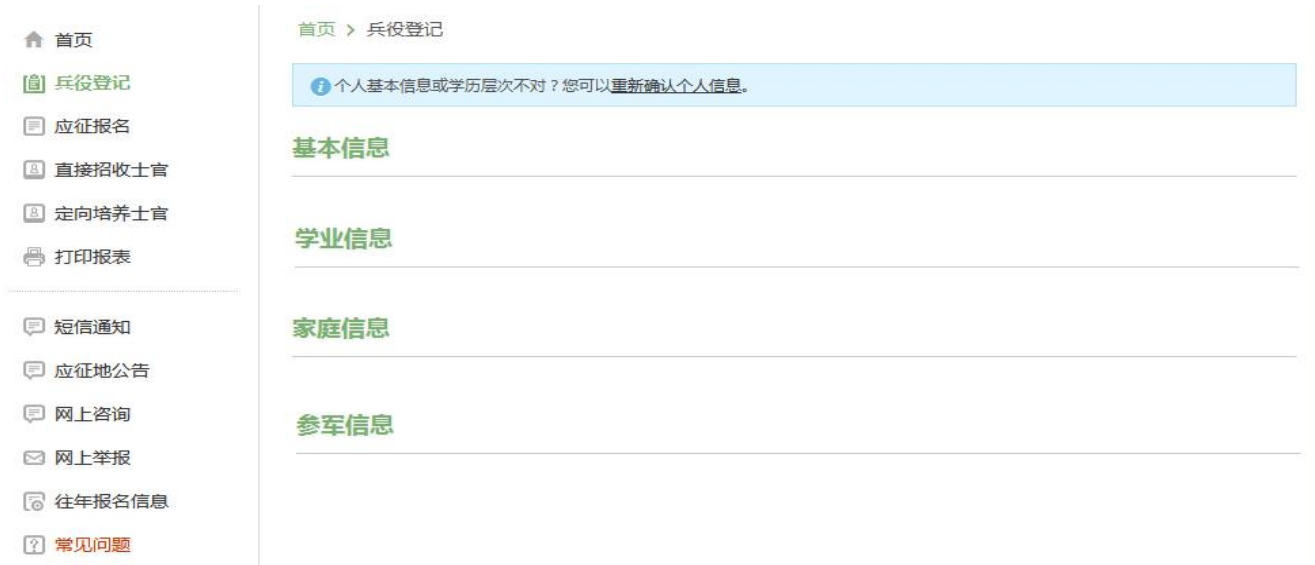 首页
兵役登记
应征报名
直接招收士官
定向培养士官
打印报表
短信通知
应征地公告
网上咨询
网上举报
往年报名信息
常见问题
首页 > 兵役登记
个人基本信息或学历层次不对？您可以重新确认个人信息。
基本信息
学业信息
家庭信息
参军信息